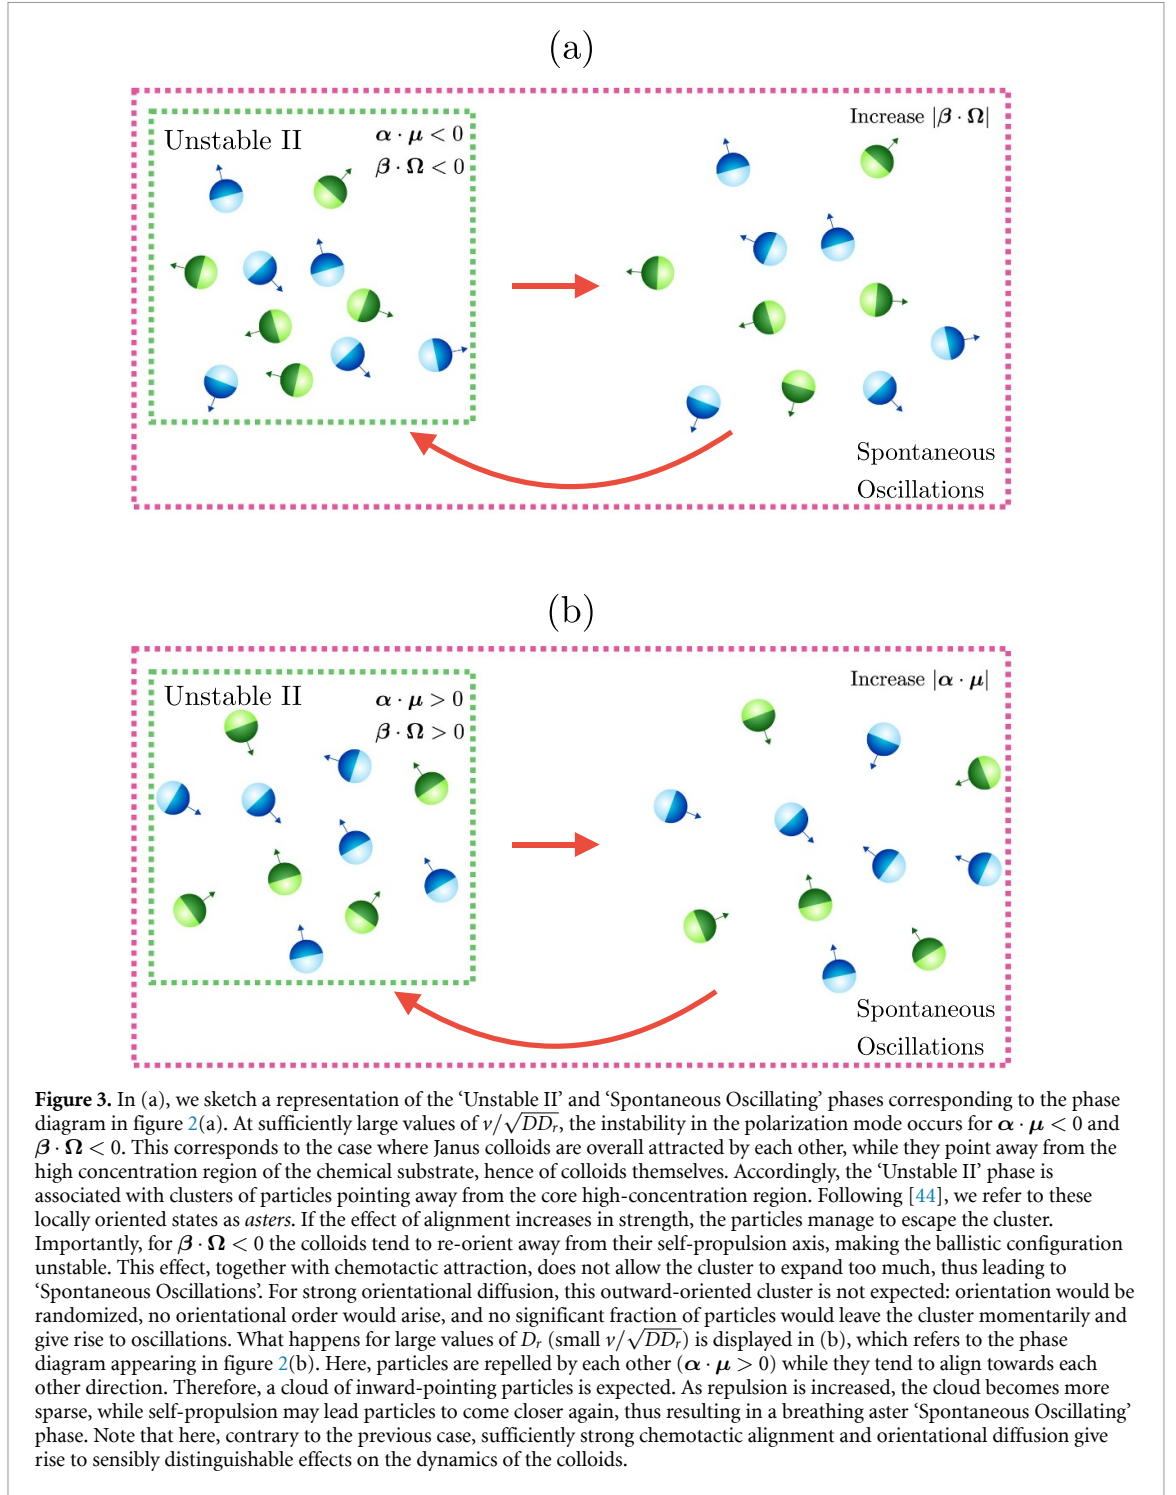 (a)
Unstable II
α · μ < 0
β · Ω < 0
Increase |β · Ω|
Spontaneous
Oscillations
(b)
Unstable II
α · μ > 0
β · Ω > 0
Increase |α · μ|
Spontaneous
Oscillations
Figure 3. In (a), we sketch a representation of the ‘Unstable II’ and ‘Spontaneous Oscillating’ phases corresponding to the phase
diagram in figure 2(a). At sufficiently large values of v/√DDr, the instability in the polarization mode occurs for α · μ < 0 and
β · Ω < 0. This corresponds to the case where Janus colloids are overall attracted by each other, while they point away from the
high concentration region of the chemical substrate, hence of colloids themselves. Accordingly, the ‘Unstable II’ phase is
associated with clusters of particles pointing away from the core high-concentration region. Following [44], we refer to these
locally oriented states as asters. If the effect of alignment increases in strength, the particles manage to escape the cluster.
Importantly, for β · Ω < 0 the colloids tend to re-orient away from their self-propulsion axis, making the ballistic configuration
unstable. This effect, together with chemotactic attraction, does not allow the cluster to expand too much, thus leading to
‘Spontaneous Oscillations’. For strong orientational diffusion, this outward-oriented cluster is not expected: orientation would be
randomized, no orientational order would arise, and no significant fraction of particles would leave the cluster momentarily and
give rise to oscillations. What happens for large values of Dr (small v/√DDr) is displayed in (b), which refers to the phase
diagram appearing in figure 2(b). Here, particles are repelled by each other (α · μ > 0) while they tend to align towards each
other direction. Therefore, a cloud of inward-pointing particles is expected. As repulsion is increased, the cloud becomes more
sparse, while self-propulsion may lead particles to come closer again, thus resulting in a breathing aster ‘Spontaneous Oscillating’
phase. Note that here, contrary to the previous case, sufficiently strong chemotactic alignment and orientational diffusion give
rise to sensibly distinguishable effects on the dynamics of the colloids.